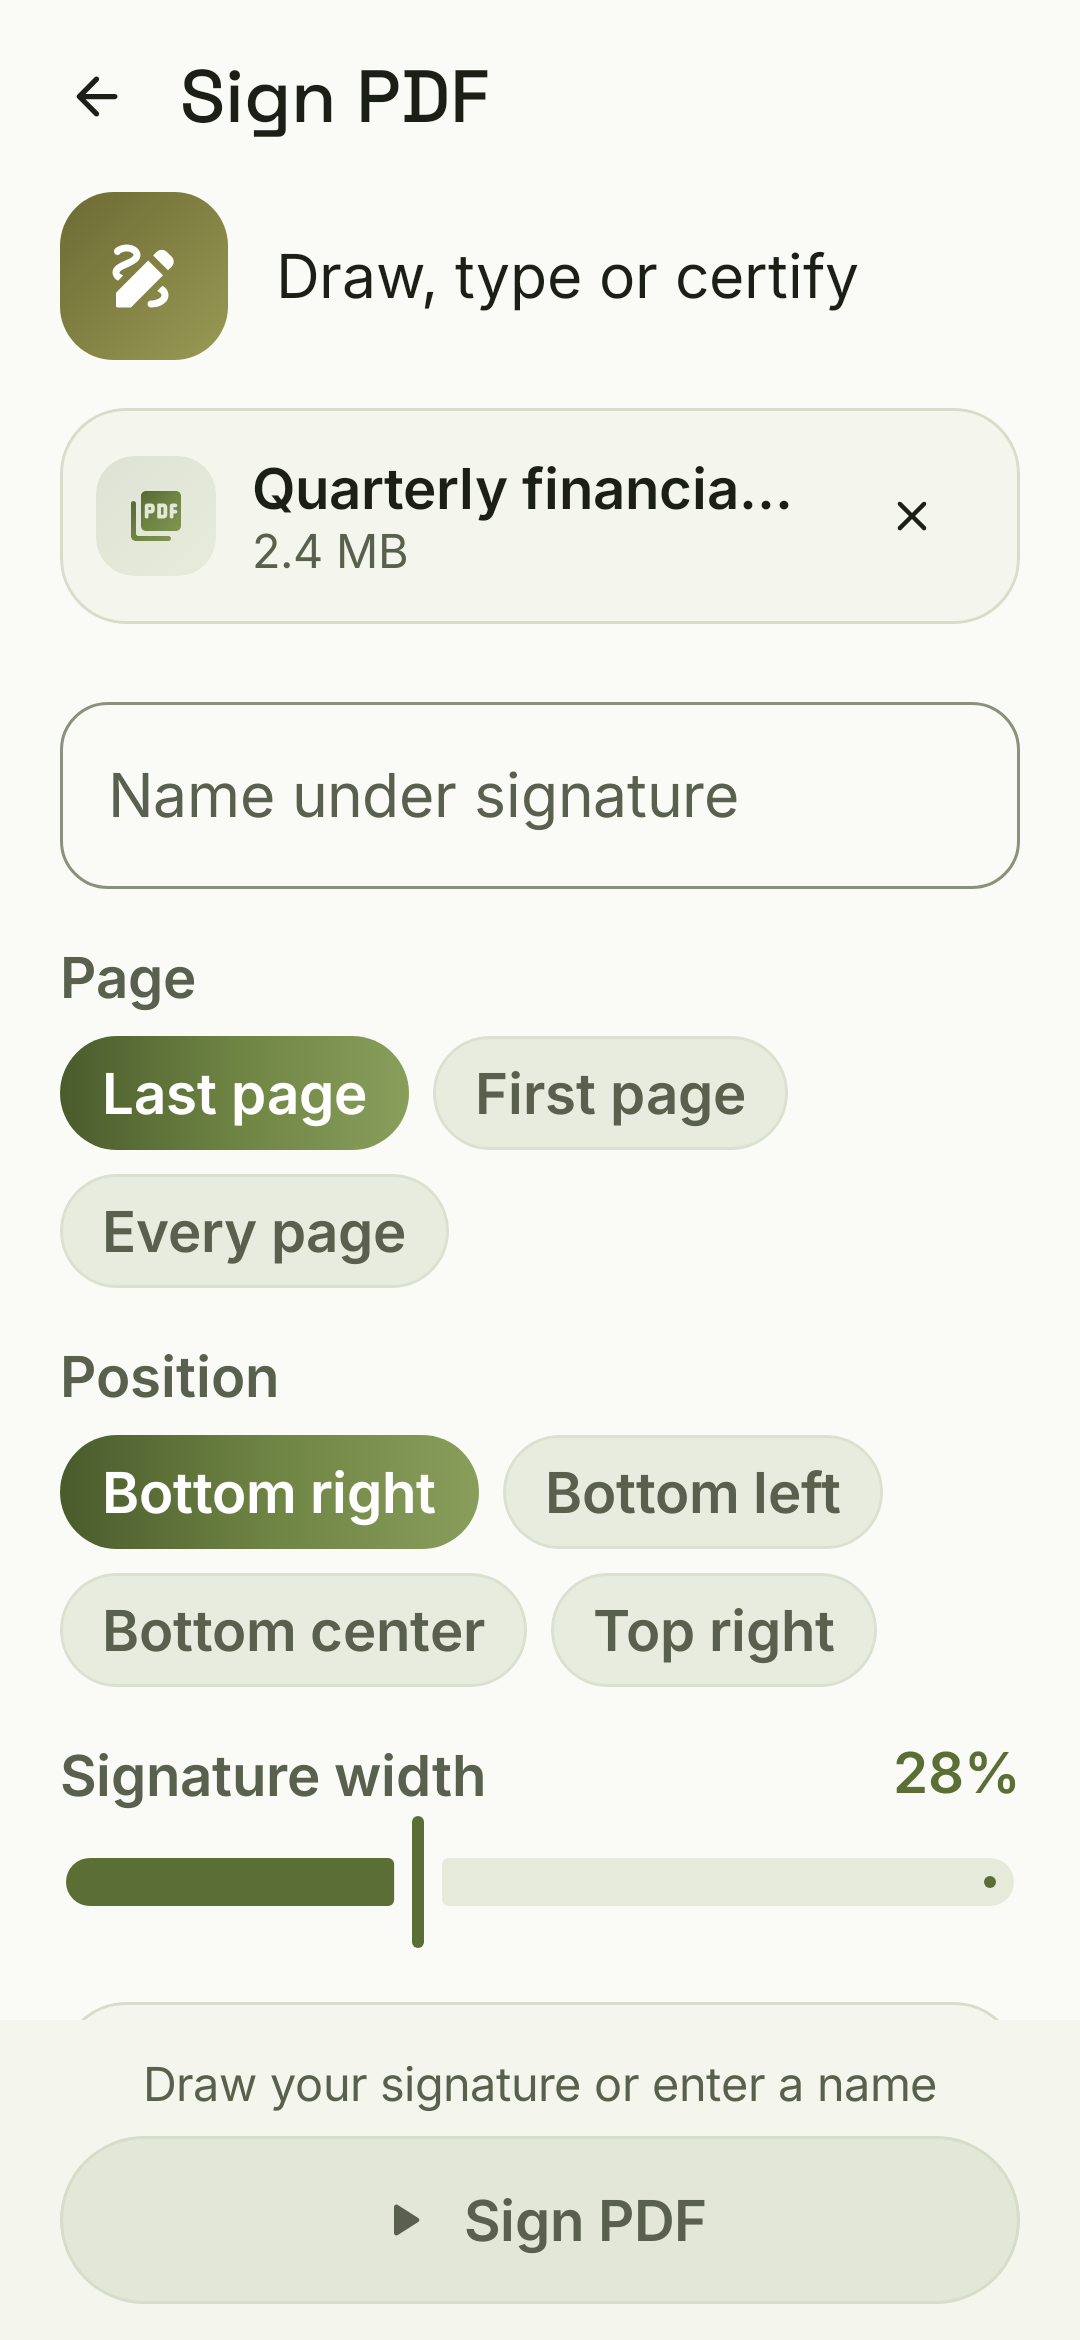 Sign PDF
Draw, type or certify
PDF
Quarterly financia...
2.4 MB
Name under signature
Page
Last page
First page
Every page
Position
Bottom right
Bottom left
Bottom center
Top right
Signature width
28%
Draw your signature or enter a name
Sign PDF